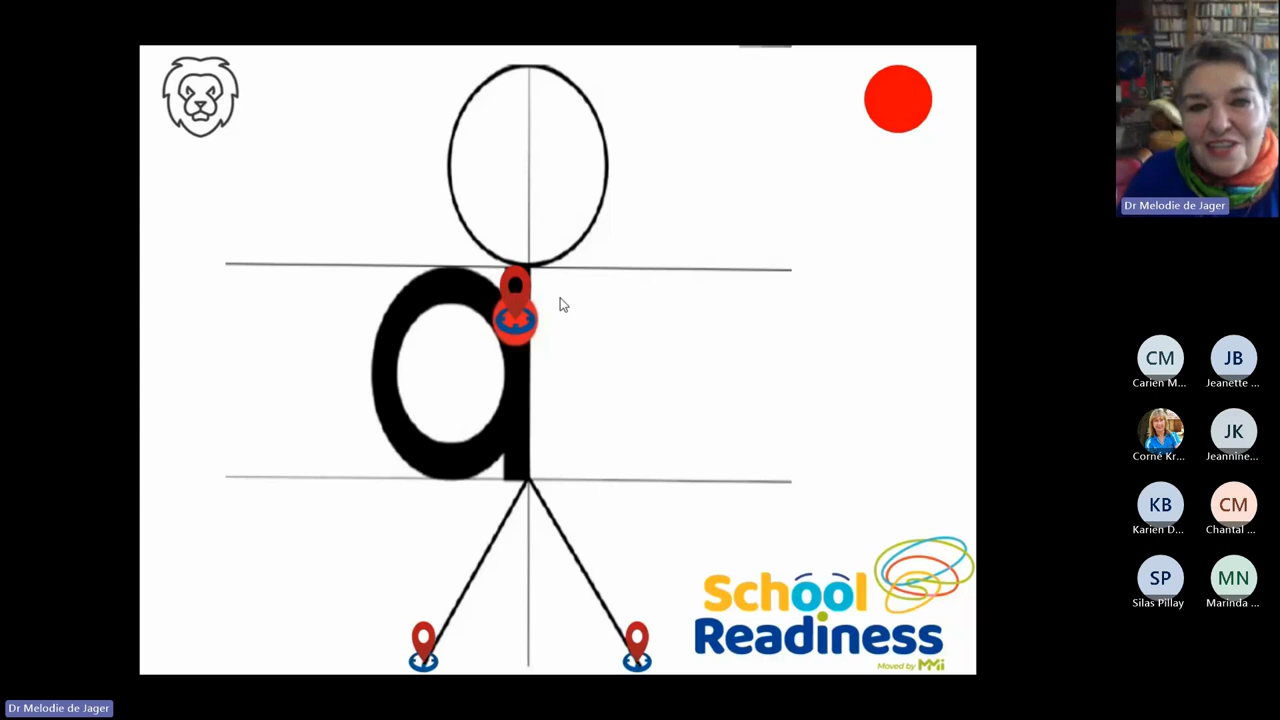 a
School
Readiness
Moved by MMii
Dr Melodie de Jager
CM
JB
Carien M...
Jeanette ...
JK
Corné Kr...
Jeannine...
KB
CM
Karien D...
Chantal ...
SP
MN
Silas Pillay
Marinda ...
Dr Melodie de Jager